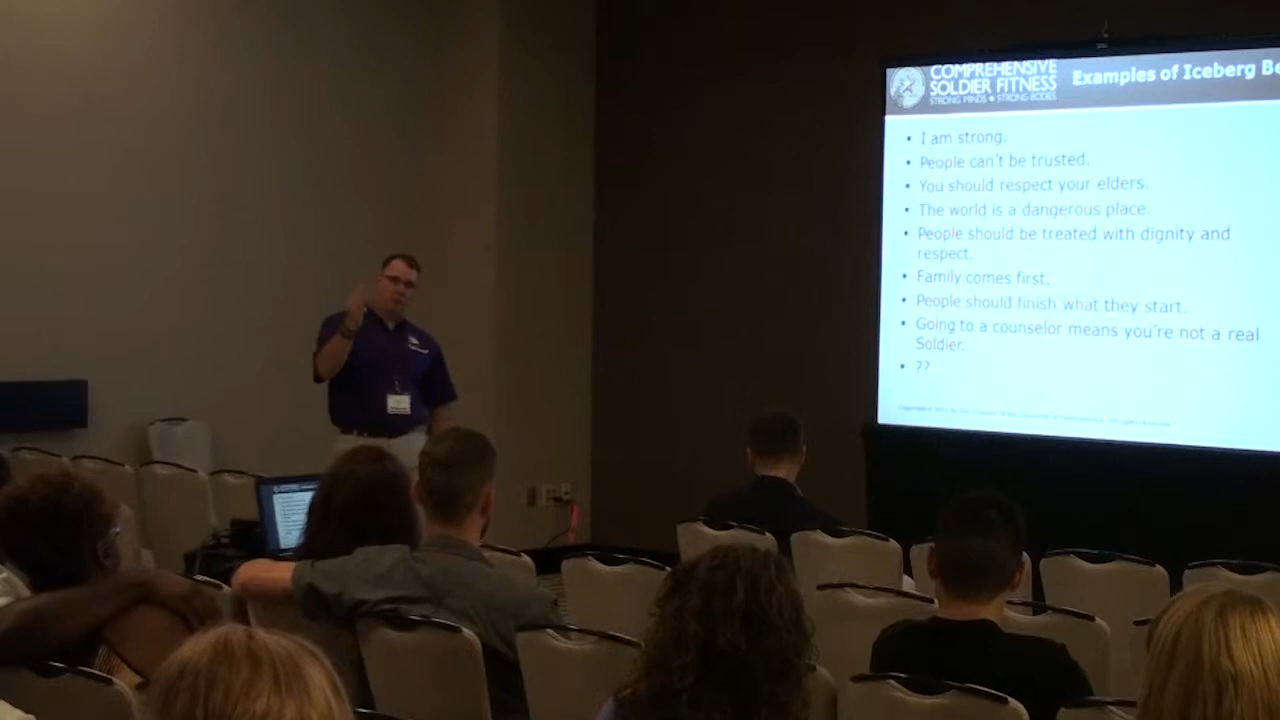 COMPREHENSIVE
SOLDIER FITNESS
STRONG MINDS ★ STRONG BODIES
Examples of Iceberg Be
• I am strong.
• People can't be trusted.
• You should respect your elders.
• The world is a dangerous place.
• People should be treated with dignity and
respect.
• Family comes first.
• People should finish what they start.
• Going to a counselor means you're not a real
Soldier.
• ??